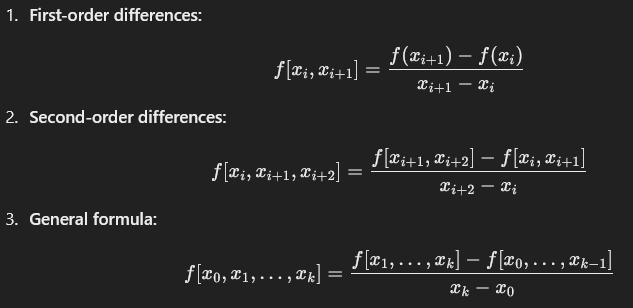 1. First-order differences:
f[x_i, x_{i+1}] = \frac{f(x_{i+1}) - f(x_i)}{x_{i+1} - x_i}
2. Second-order differences:
f[x_i, x_{i+1}, x_{i+2}] = \frac{f[x_{i+1}, x_{i+2}] - f[x_i, x_{i+1}]}{x_{i+2} - x_i}
3. General formula:
f[x_0, x_1, \ldots, x_k] = \frac{f[x_1, \ldots, x_k] - f[x_0, \ldots, x_{k-1}]}{x_k - x_0}